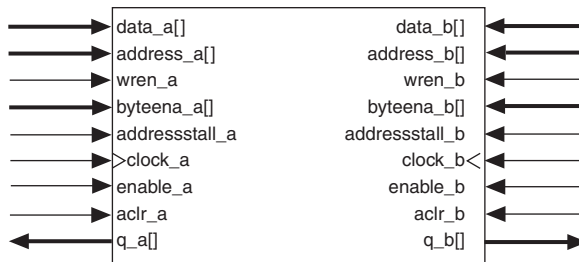 data_a[] data_b[]
address_a[] address_b[]
wren_a wren_b
byteena_a[] byteena_b[]
addressstall_a addressstall_b
clock_a clock_b
enable_a enable_b
aclr_a aclr_b
q_a[] q_b[]